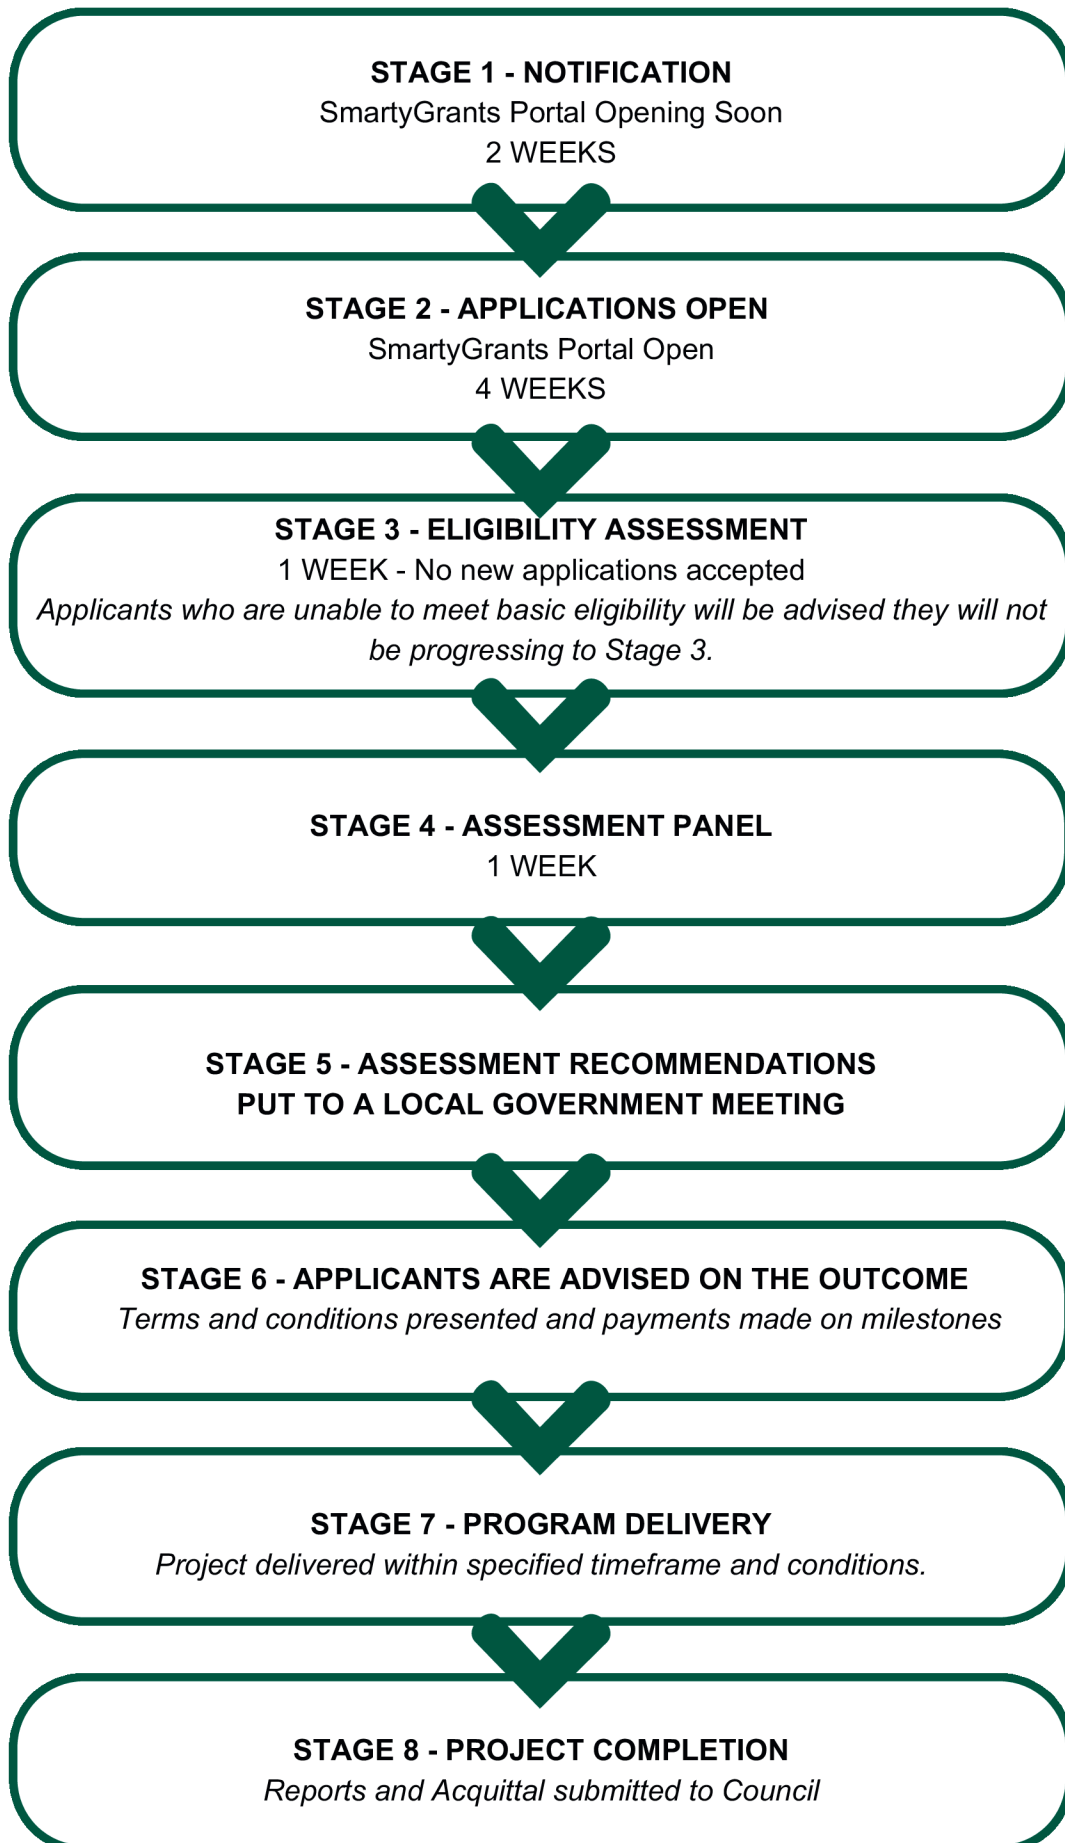 STAGE 1 - NOTIFICATION
SmartyGrants Portal Opening Soon
2 WEEKS
STAGE 2 - APPLICATIONS OPEN
SmartyGrants Portal Open
4 WEEKS
STAGE 3 - ELIGIBILITY ASSESSMENT
1 WEEK - No new applications accepted
Applicants who are unable to meet basic eligibility will be advised they will not
be progressing to Stage 3.
STAGE 4 - ASSESSMENT PANEL
1 WEEK
STAGE 5 - ASSESSMENT RECOMMENDATIONS
PUT TO A LOCAL GOVERNMENT MEETING
STAGE 6 - APPLICANTS ARE ADVISED ON THE OUTCOME
Terms and conditions presented and payments made on milestones
STAGE 7 - PROGRAM DELIVERY
Project delivered within specified timeframe and conditions.
STAGE 8 - PROJECT COMPLETION
Reports and Acquittal submitted to Council